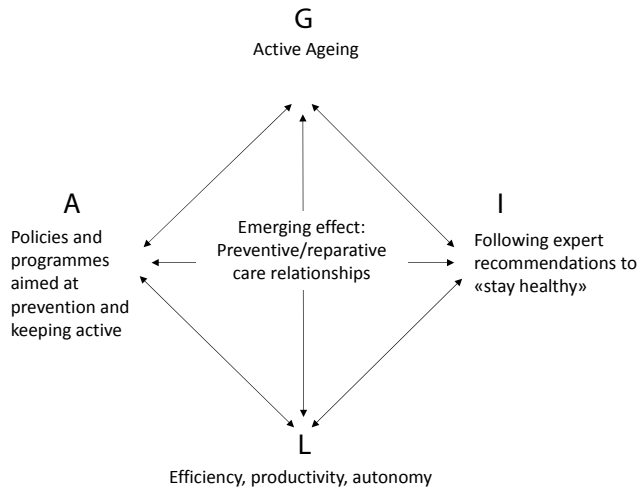 G
Active Ageing
A
Policies and
programmes
aimed at
prevention and
keeping active
Emerging effect:
Preventive/reparative
care relationships
I
Following expert
recommendations to
«stay healthy»
L
Efficiency, productivity, autonomy